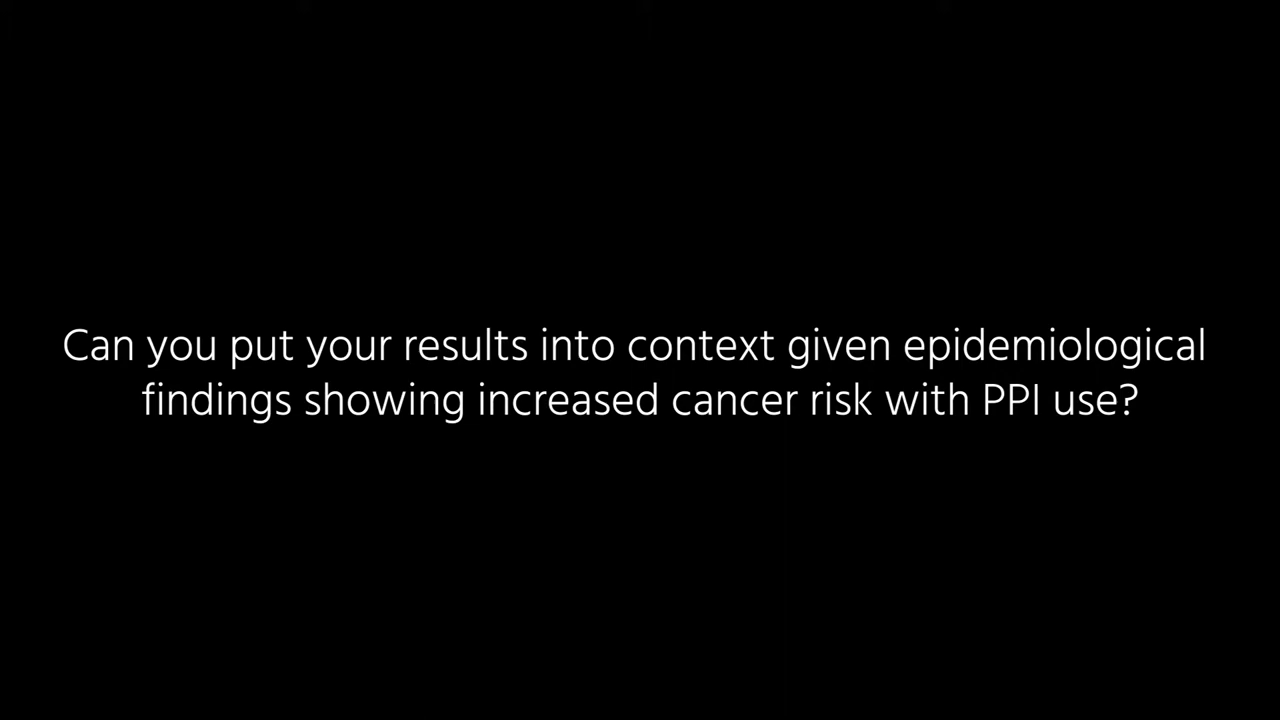 Can you put your results into context given epidemiological
findings showing increased cancer risk with PPI use?